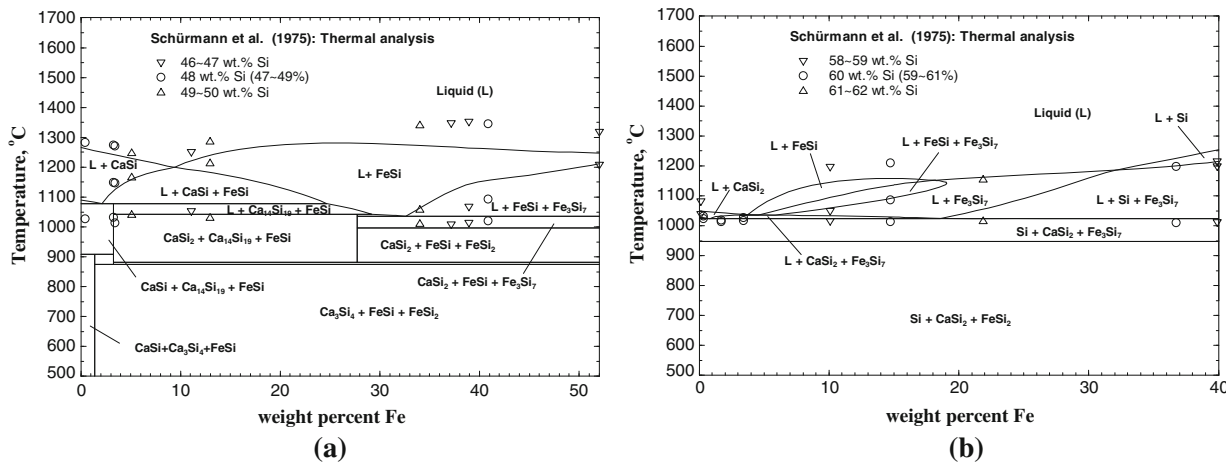 1700
1600
1500
1400
1300
1200
1100
1000
900
800
700
600
500
Temperature, °C
Schürmann et al. (1975): Thermal analysis
46~47 wt.% Si
48 wt.% Si (47~49%)
49~50 wt.% Si
Liquid (L)
L + CaSi
L+ FeSi
L + CaSi + FeSi
L + Ca₁₄Si₁₉ + FeSi
L + FeSi + Fe₃Si₇
CaSi₂ + Ca₁₄Si₁₉ + FeSi
CaSi₂ + FeSi + FeSi₂
CaSi + Ca₁₄Si₁₉ + FeSi
CaSi₂ + FeSi + Fe₃Si₇
Ca₃Si₄ + FeSi + FeSi₂
CaSi+Ca₃Si₄+FeSi
0 10 20 30 40 50
weight percent Fe
(a)
1700
1600
1500
1400
1300
1200
1100
1000
900
800
700
600
500
Temperature, °C
Schürmann et al. (1975): Thermal analysis
58~59 wt.% Si
60 wt.% Si (59~61%)
61~62 wt.% Si
Liquid (L)
L + Si
L + FeSi
L + FeSi + Fe₃Si₇
L + CaSi₂
L + Fe₃Si₇
L + Si + Fe₃Si₇
Si + CaSi₂ + Fe₃Si₇
L + CaSi₂ + Fe₃Si₇
Si + CaSi₂ + FeSi₂
0 10 20 30 40
weight percent Fe
(b)